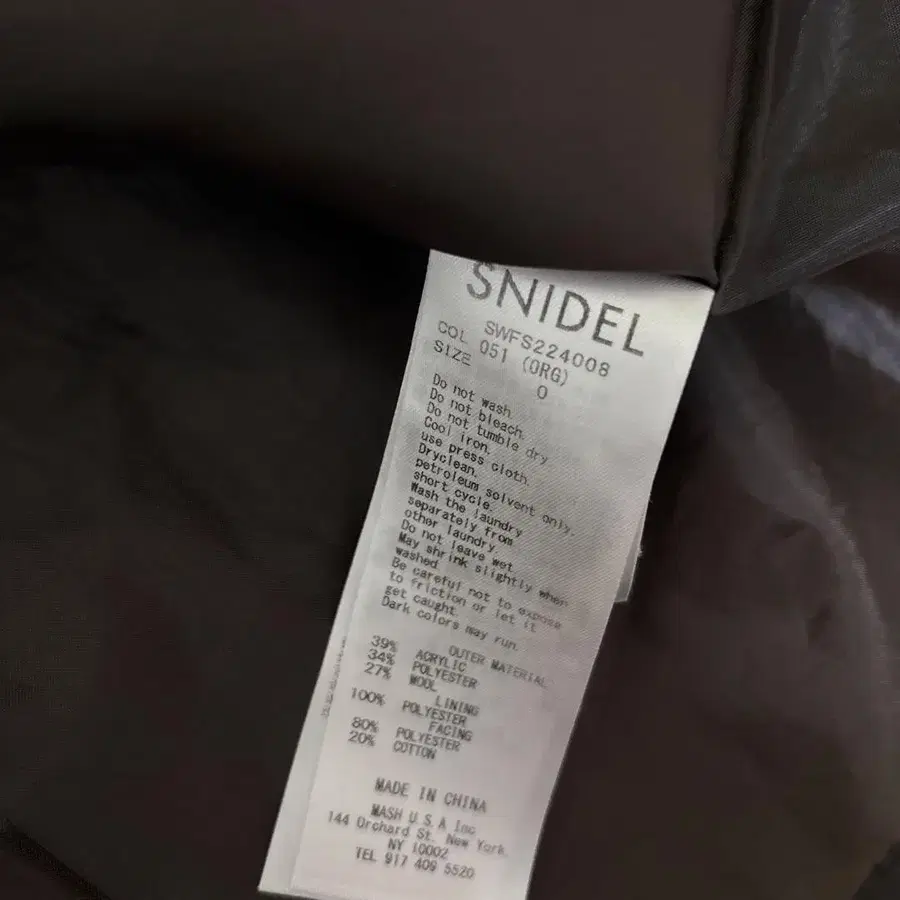 SNIDEL
SWFS224008
COL 051 (ORG)
SIZE 0
Do not wash.
Do not bleach.
Do not tumble dry.
Cool iron.
use press cloth.
Dryclean.
petroleum solvent only.
short cycle.
Wash the laundry
separately from
other laundry.
Do not leave wet.
May shrink slightly when
washed.
Be careful not to expose
to friction or let it
get caught.
Dark colors may run.
OUTER MATERIAL
39% ACRYLIC
34% POLYESTER
27% WOOL
LINING
100% POLYESTER
FACING
80% POLYESTER
20% COTTON
MADE IN CHINA
MASH U.S.A Inc.
144 Orchard St. New York.
NY 10002
TEL 917 409 5520